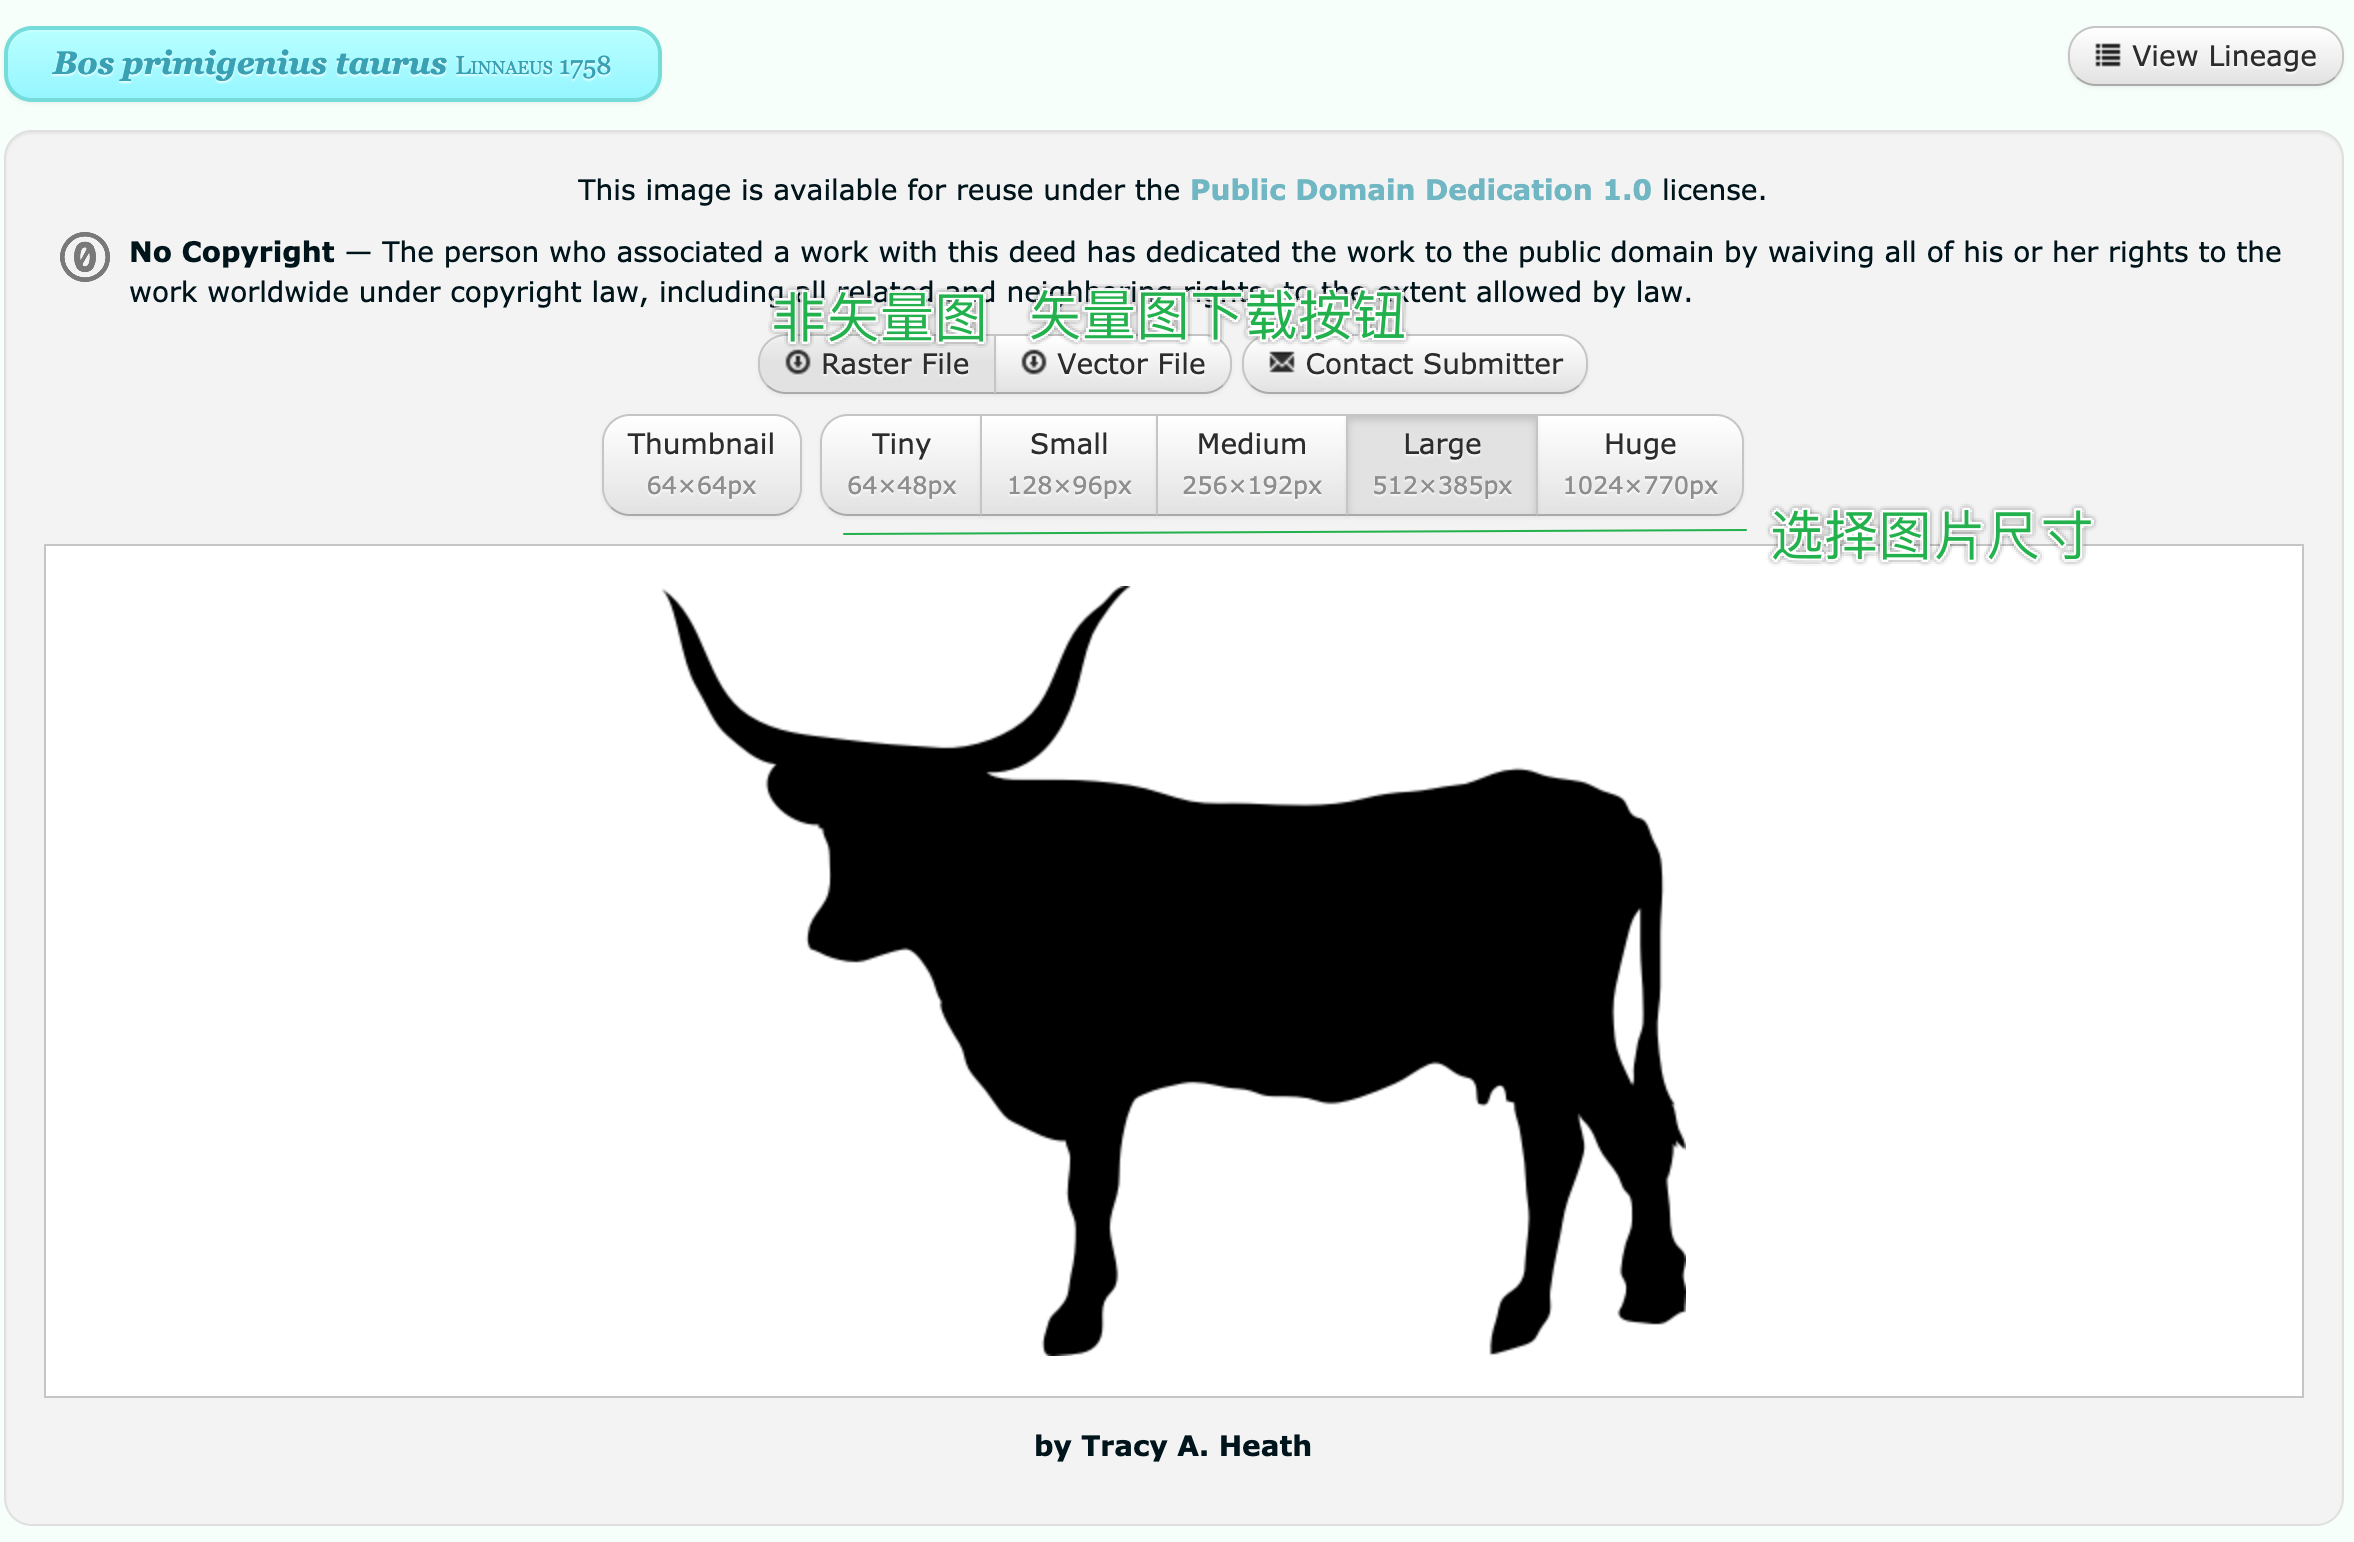 Bos primigenius taurus LINNAEUS 1758
View Lineage
This image is available for reuse under the Public Domain Dedication 1.0 license.
No Copyright — The person who associated a work with this deed has dedicated the work to the public domain by waiving all of his or her rights to the
work worldwide under copyright law, including all related and neighboring rights, to the extent allowed by law.
非矢量图 矢量图下载按钮
Raster File Vector File Contact Submitter
Thumbnail Tiny Small Medium Large Huge
64×64px 64×48px 128×96px 256×192px 512×385px 1024×770px
选择图片尺寸
by Tracy A. Heath